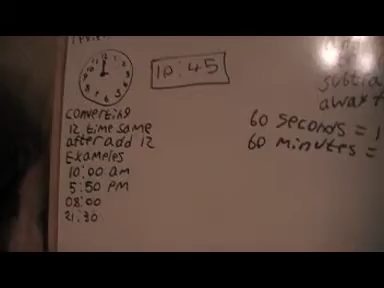 10:45
converting
12 time same
after add 12
Examples
10:00 am
5:50 pm
08:00
21:30
subtra
away f
60 seconds = 1
60 minutes =